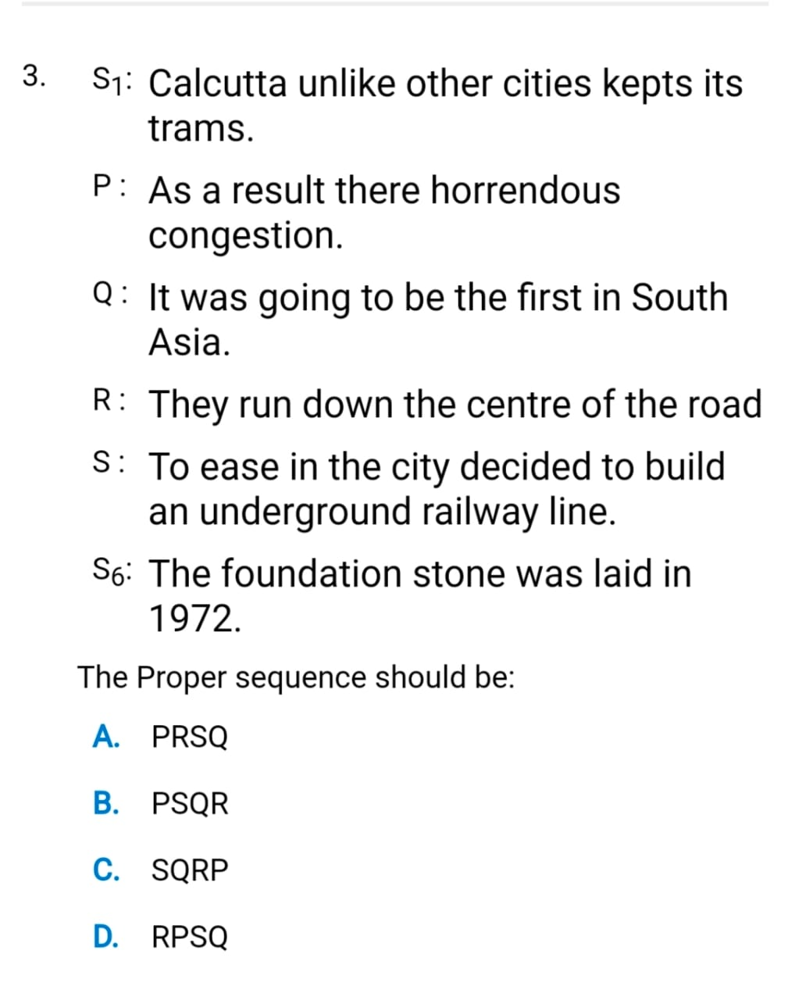 3. S1: Calcutta unlike other cities kepts its
trams.
P: As a result there horrendous
congestion.
Q: It was going to be the first in South
Asia.
R: They run down the centre of the road
S: To ease in the city decided to build
an underground railway line.
S6: The foundation stone was laid in
1972.
The Proper sequence should be:
A. PRSQ
B. PSQR
C. SQRP
D. RPSQ